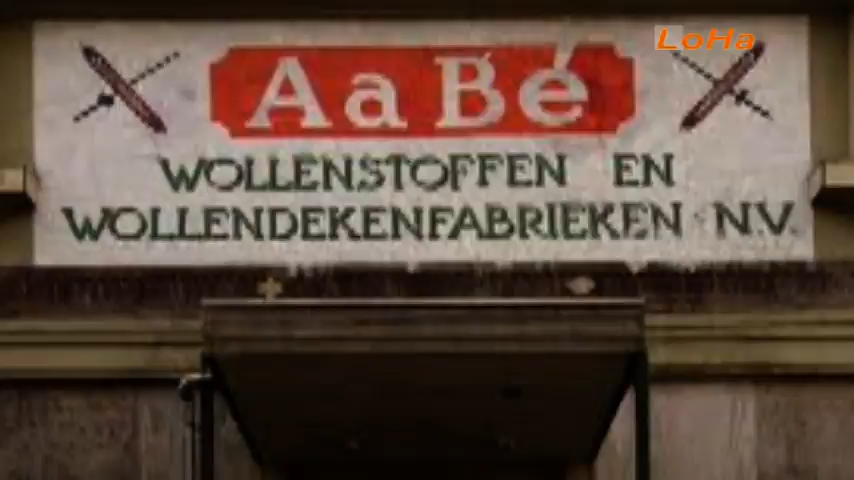 LoHa
AaBé
WOLLENSTOFFEN EN
WOLLENDEKENFABRIEKEN N.V.